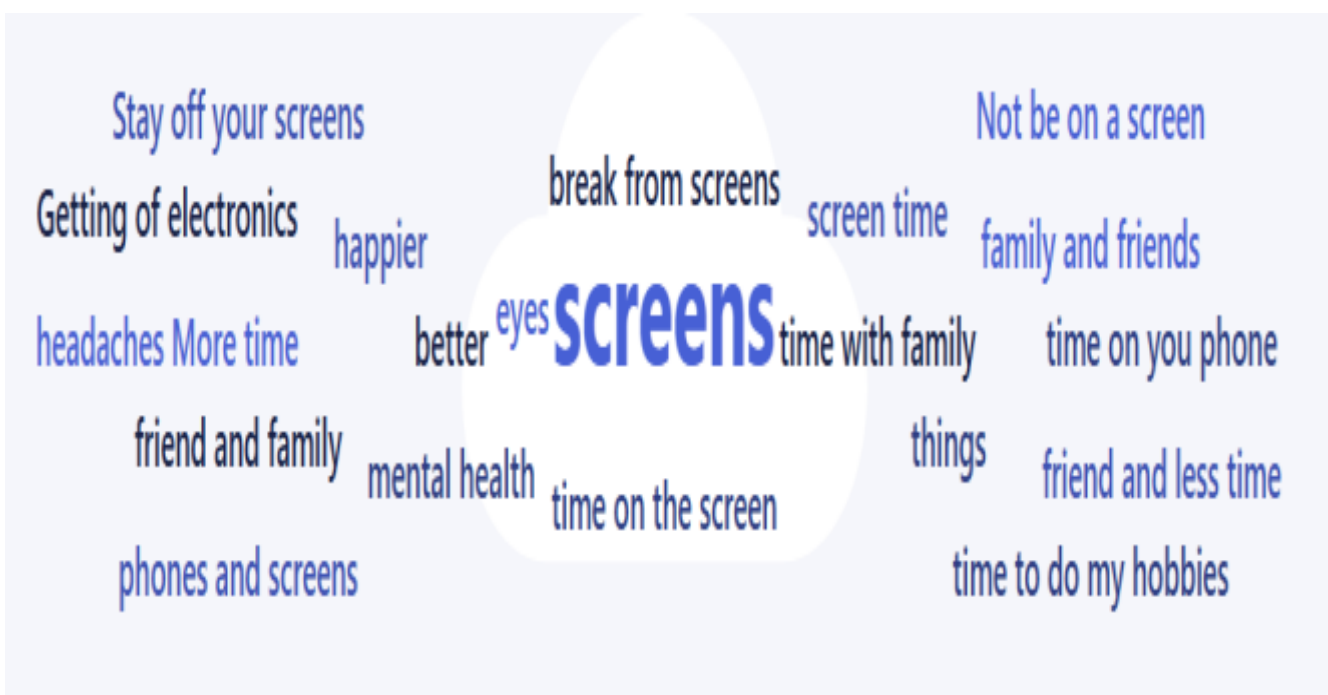 Stay off your screens
Not be on a screen
break from screens
Getting of electronics
screen time
happier
family and friends
eyes
screens
headaches More time
better
time with family
time on you phone
friend and family
things
mental health
friend and less time
time on the screen
phones and screens
time to do my hobbies